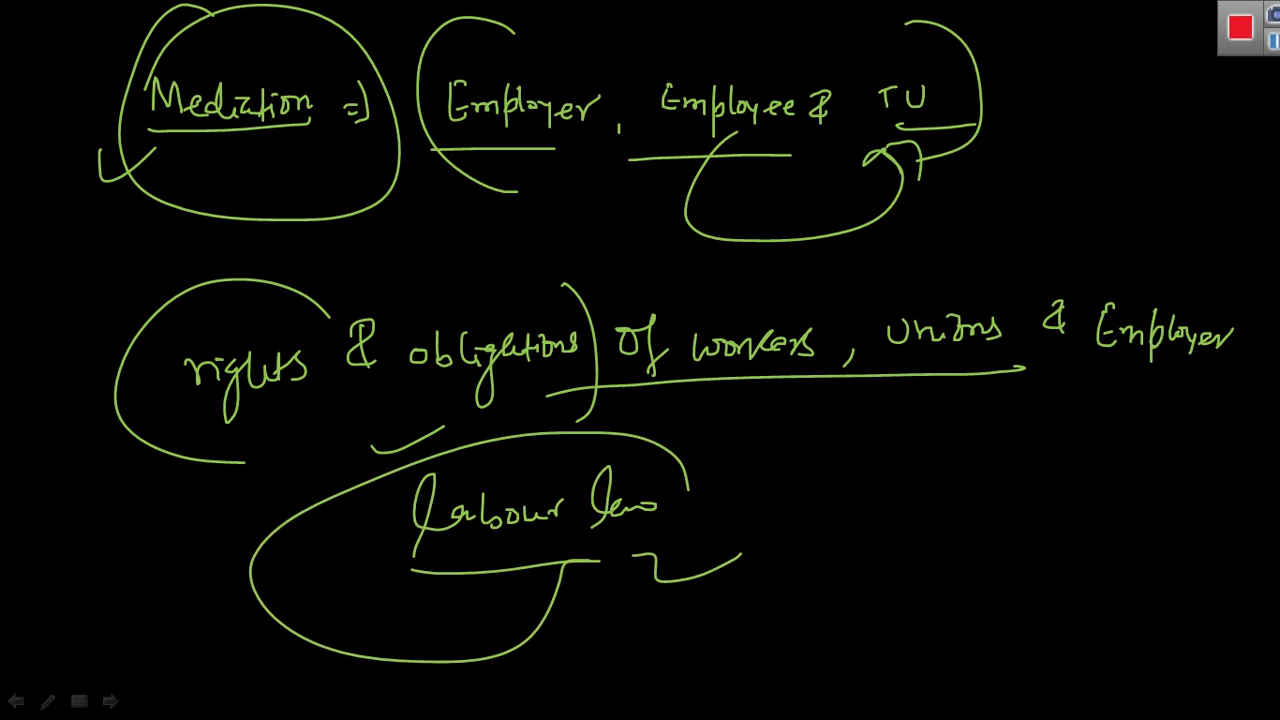 Mediation => (Employer, Employee & TU)
rights & obligations) of workers, unions & Employer
labour law